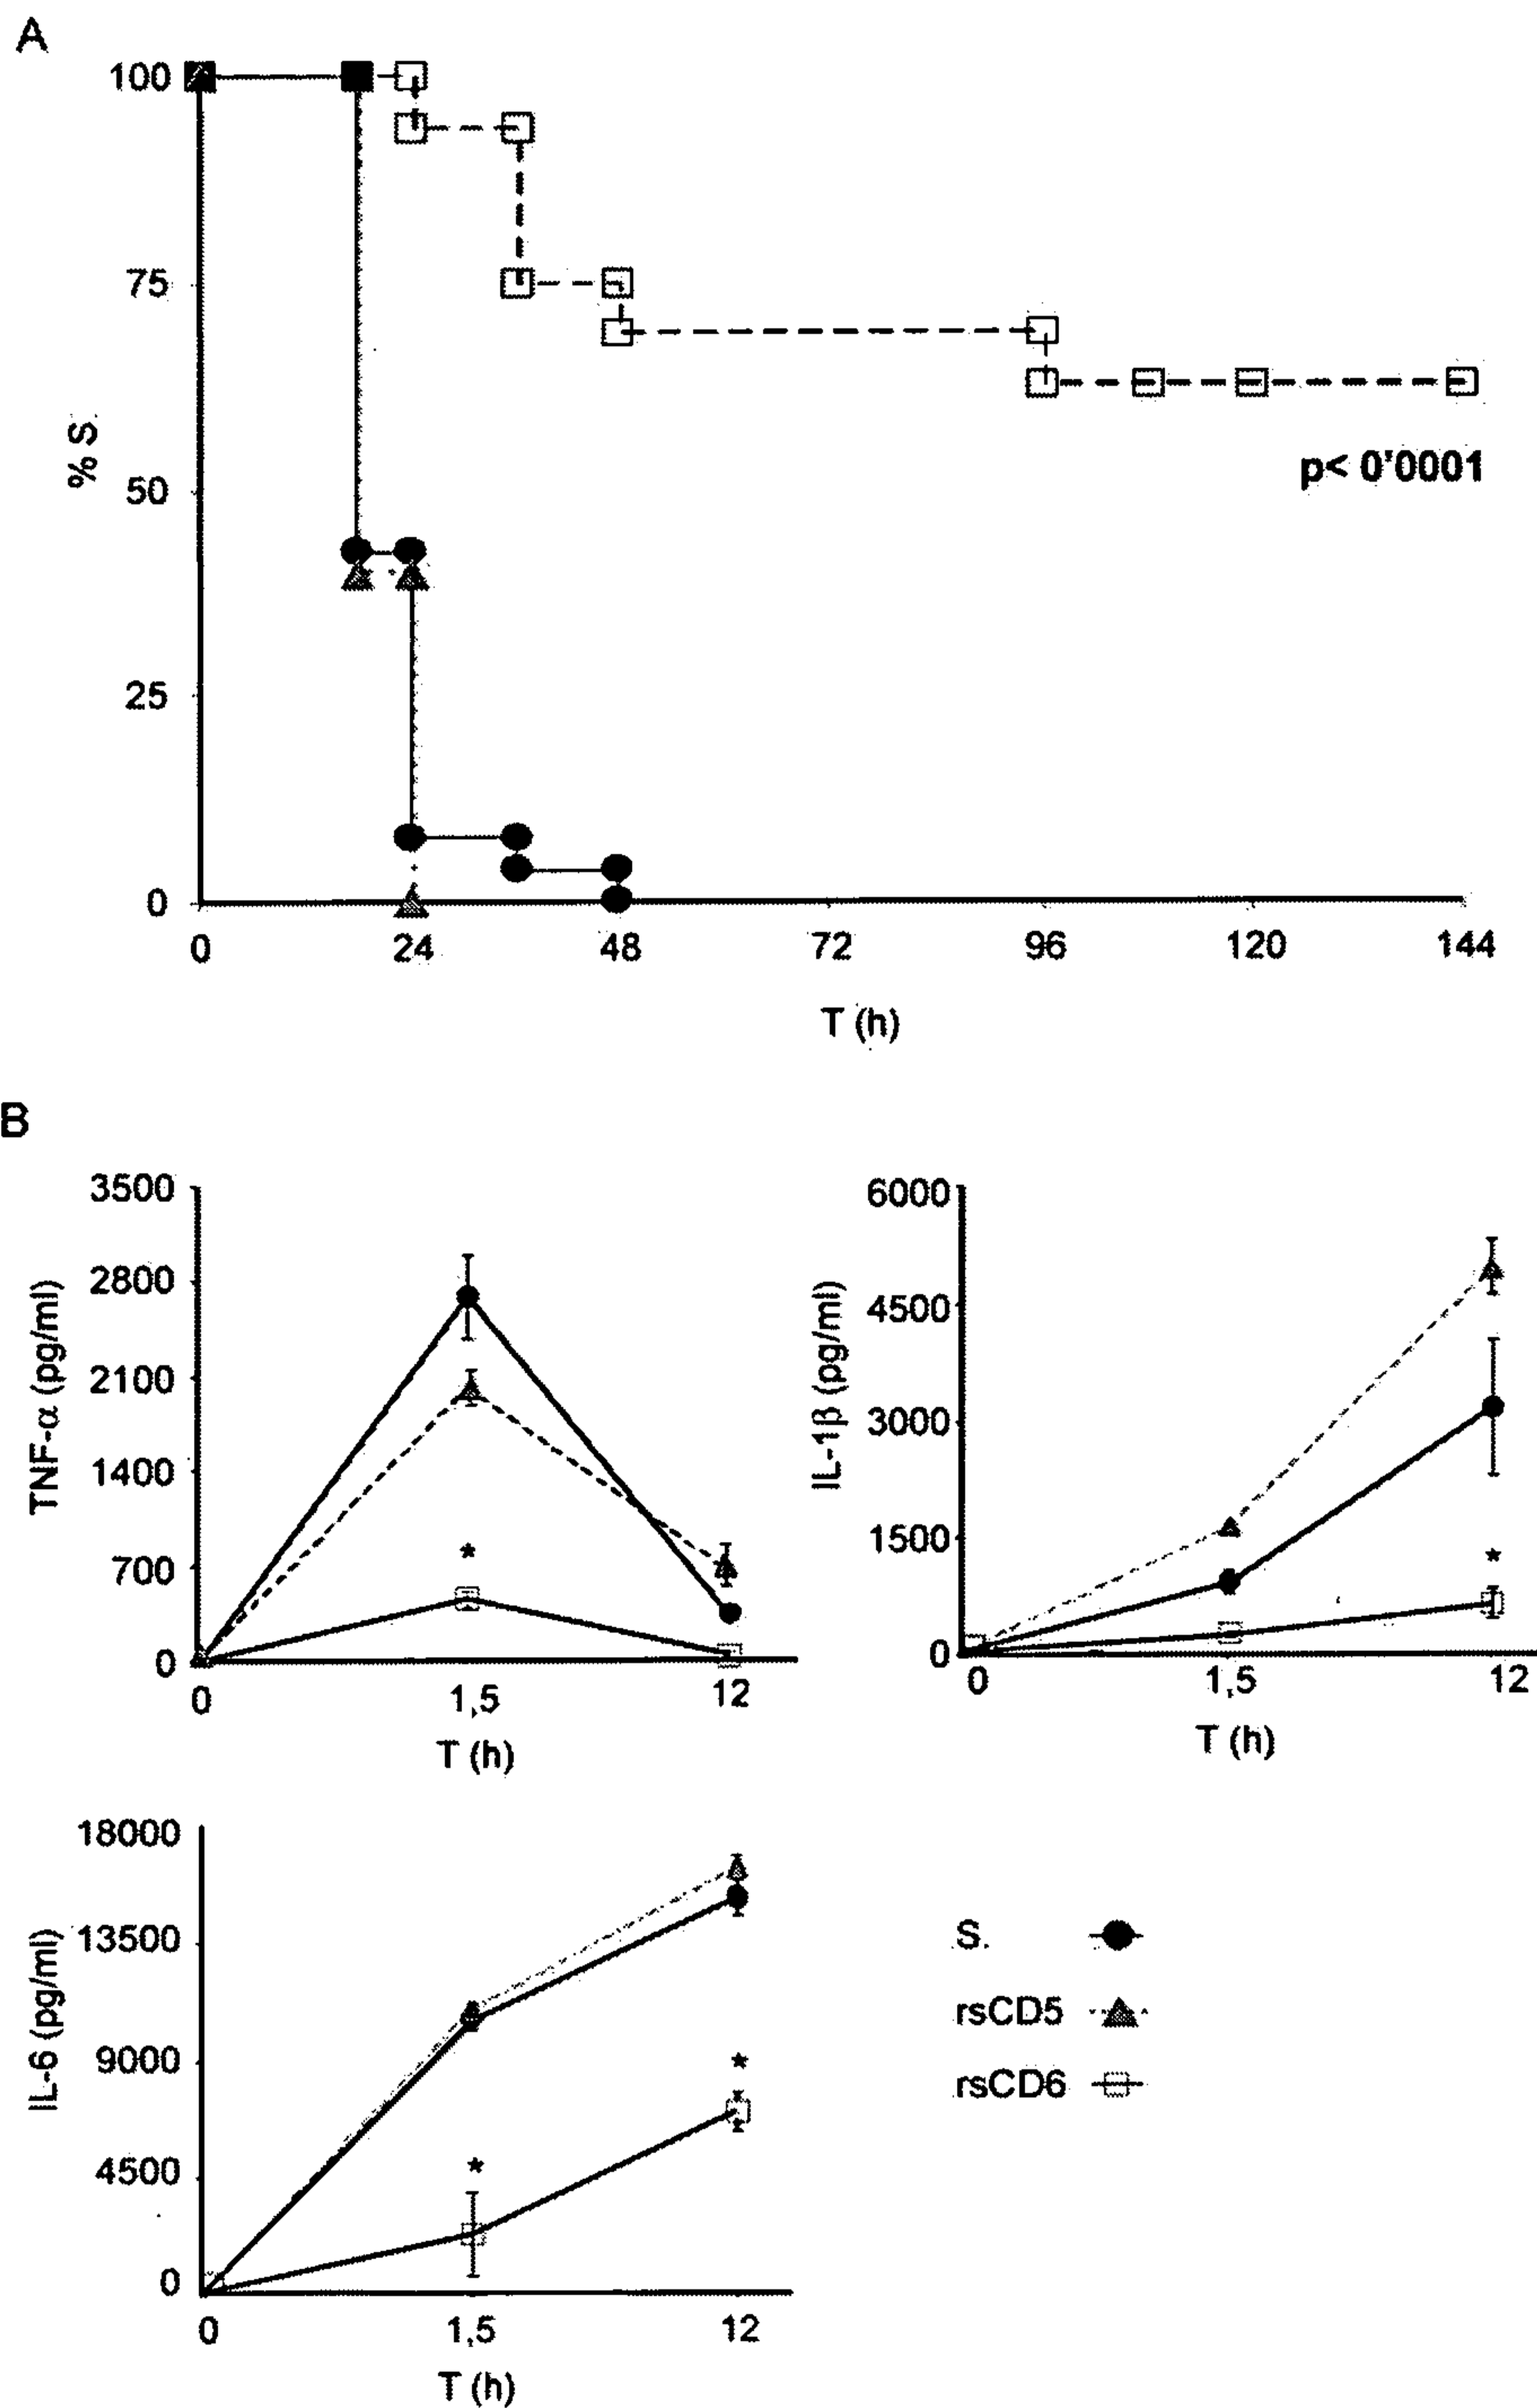 A
100
75
50
25
0
% S.
p< 0'0001
0 24 48 72 96 120 144
T (h)
B
3500
2800
2100
1400
700
0
TNF-α (pg/ml)
*
0 1,5 12
T (h)
6000
4500
3000
1500
0
IL-1β (pg/ml)
*
0 1,5 12
T (h)
18000
13500
9000
4500
0
IL-6 (pg/ml)
*
*
0 1,5 12
T (h)
S.
rsCD5
rsCD6